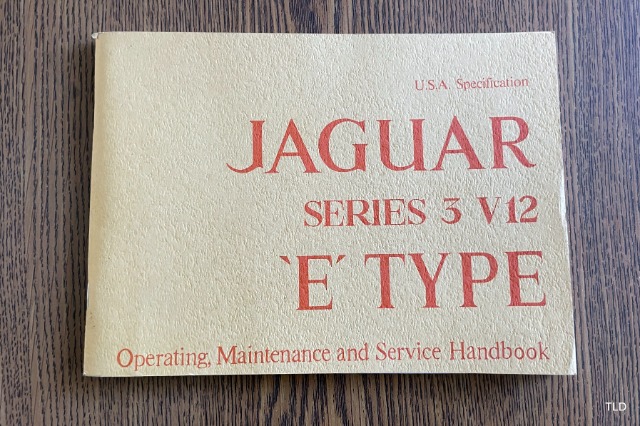 U.S.A. Specification
JAGUAR
SERIES 3 V12
`E´ TYPE
Operating, Maintenance and Service Handbook
TLD